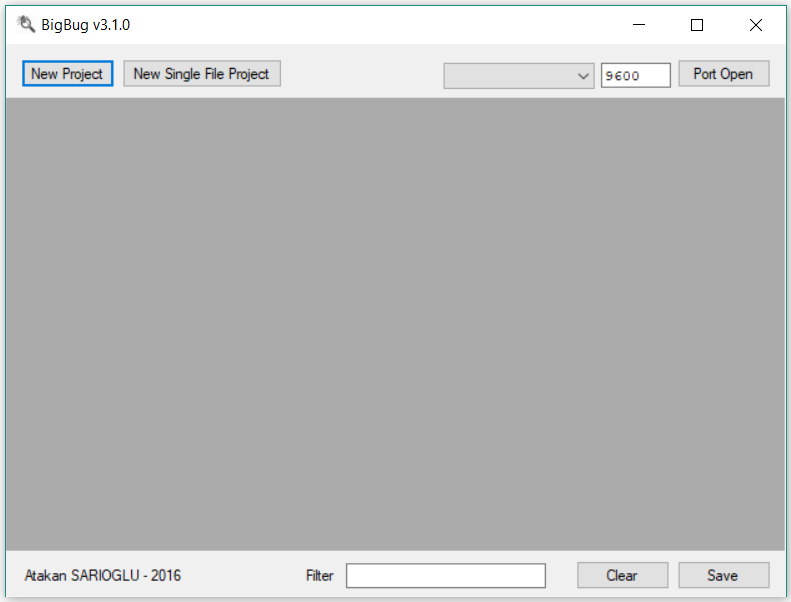 BigBug v3.1.0
New Project New Single File Project 9600 Port Open
Atakan SARIOGLU - 2016 Filter Clear Save